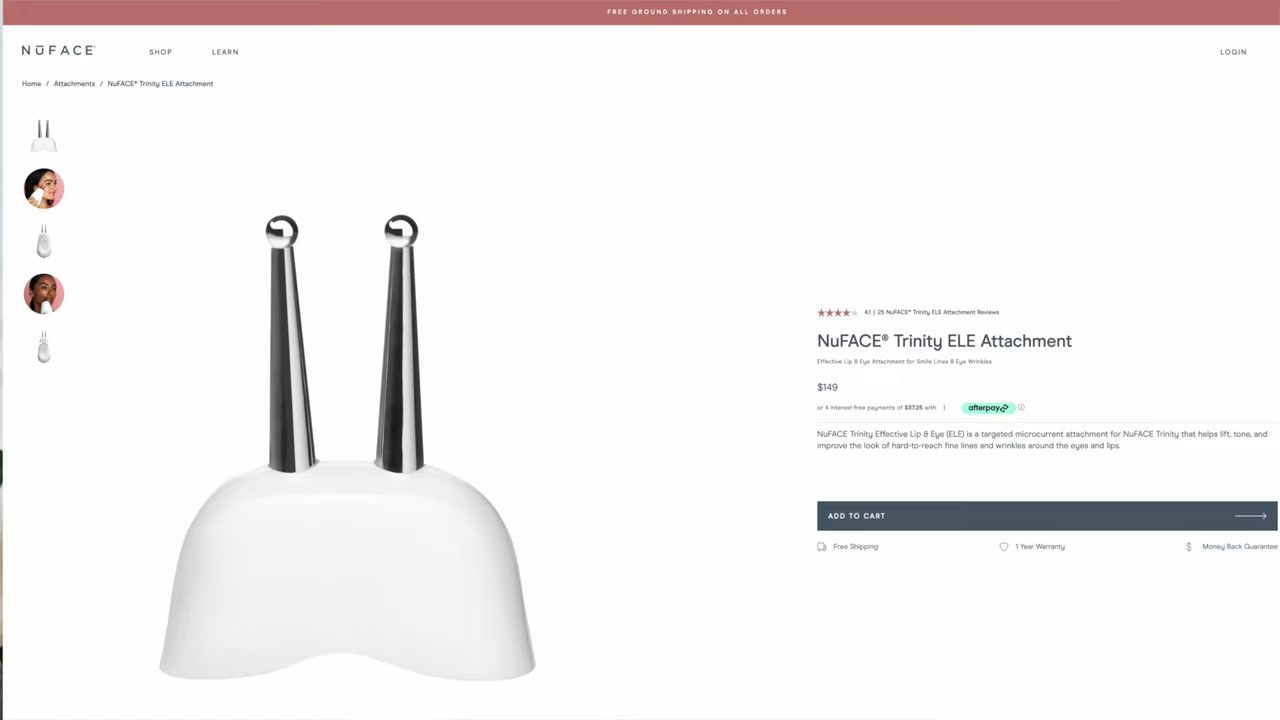 FREE GROUND SHIPPING ON ALL ORDERS
NŪFACE® SHOP LEARN LOGIN
Home / Attachments / NuFACE® Trinity ELE Attachment
4.1 | 25 NuFACE® Trinity ELE Attachment Reviews
NuFACE® Trinity ELE Attachment
Effective Lip & Eye Attachment for Smile Lines & Eye Wrinkles
$149
or 4 interest-free payments of $37.25 with | afterpay
NuFACE Trinity Effective Lip & Eye (ELE) is a targeted microcurrent attachment for NuFACE Trinity that helps lift, tone, and
improve the look of hard-to-reach fine lines and wrinkles around the eyes and lips.
ADD TO CART
Free Shipping 1 Year Warranty $ Money Back Guarantee